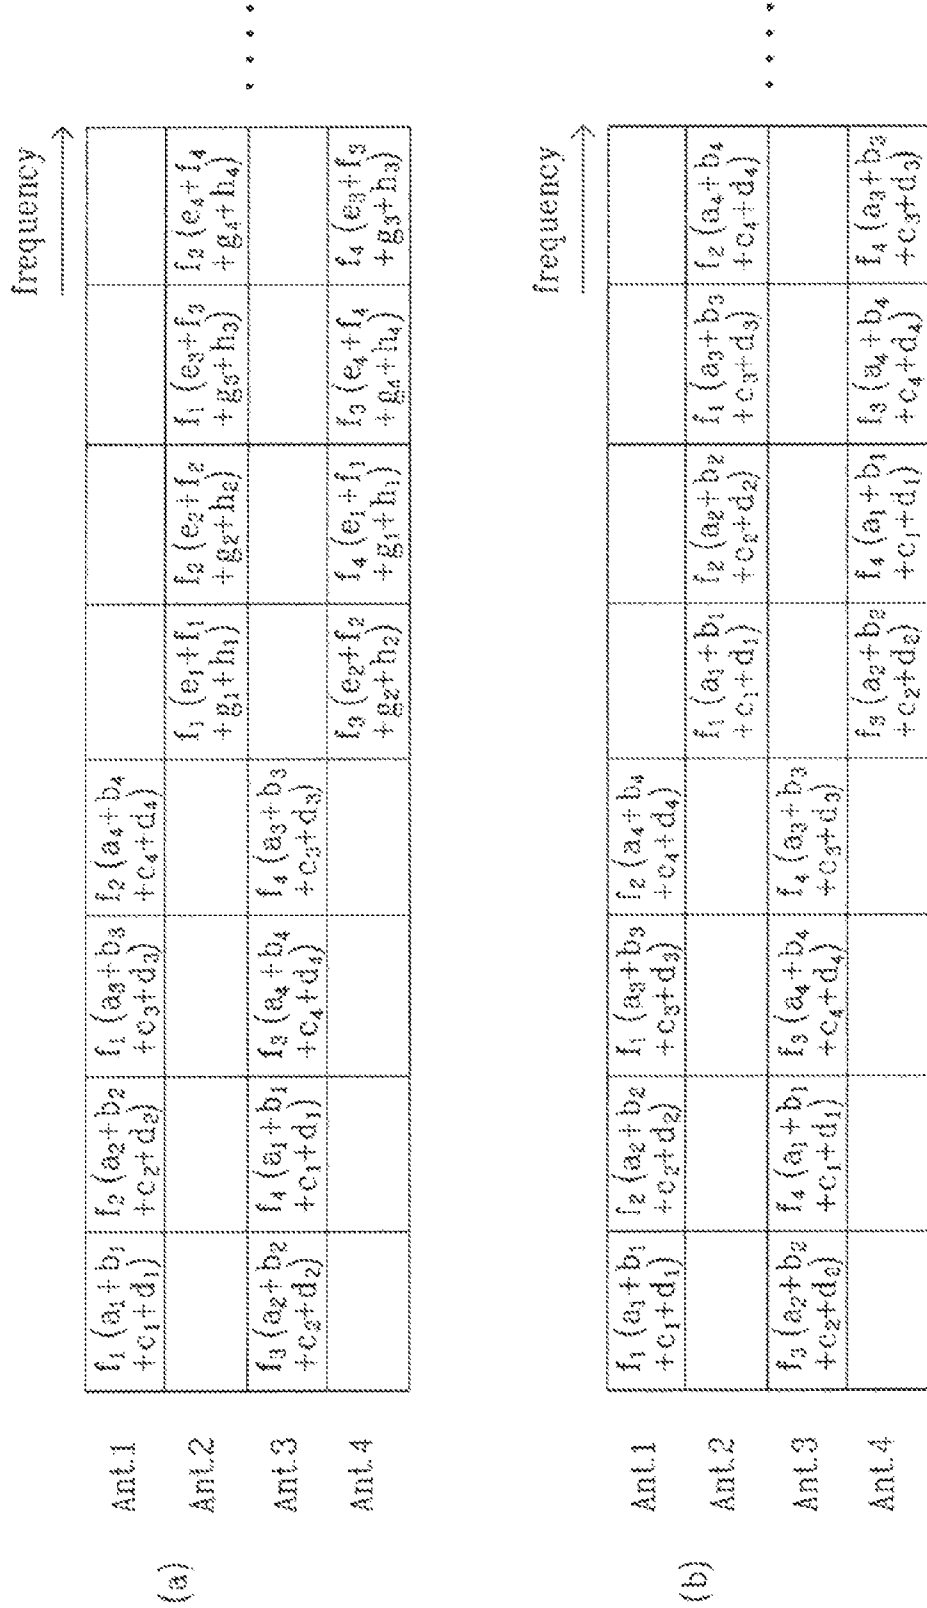 frequency
(a)
Ant.1
f₁(a₁+b₁
+c₁+d₁)
f₂(a₂+b₂
+c₂+d₂)
f₁(a₃+b₃
+c₃+d₃)
f₂(a₄+b₄
+c₄+d₄)
Ant.2
f₁(e₁+f₁
+g₁+h₁)
f₂(e₂+f₂
+g₂+h₂)
f₁(e₃+f₃
+g₃+h₃)
f₂(e₄+f₄
+g₄+h₄)
Ant.3
f₃(a₂+b₂
+c₂+d₂)
f₄(a₁+b₁
+c₁+d₁)
f₃(a₄+b₄
+c₄+d₄)
f₄(a₃+b₃
+c₃+d₃)
Ant.4
f₃(e₂+f₂
+g₂+h₂)
f₄(e₁+f₁
+g₁+h₁)
f₃(e₄+f₄
+g₄+h₄)
f₄(e₃+f₃
+g₃+h₃)
frequency
(b)
Ant.1
f₁(a₁+b₁
+c₁+d₁)
f₂(a₂+b₂
+c₂+d₂)
f₁(a₃+b₃
+c₃+d₃)
f₂(a₄+b₄
+c₄+d₄)
Ant.2
f₁(a₁+b₁
+c₁+d₁)
f₂(a₂+b₂
+c₂+d₂)
f₁(a₃+b₃
+c₃+d₃)
f₂(a₄+b₄
+c₄+d₄)
Ant.3
f₃(a₂+b₂
+c₂+d₂)
f₄(a₁+b₁
+c₁+d₁)
f₃(a₄+b₄
+c₄+d₄)
f₄(a₃+b₃
+c₃+d₃)
Ant.4
f₃(a₂+b₂
+c₂+d₂)
f₄(a₁+b₁
+c₁+d₁)
f₃(a₄+b₄
+c₄+d₄)
f₄(a₃+b₃
+c₃+d₃)